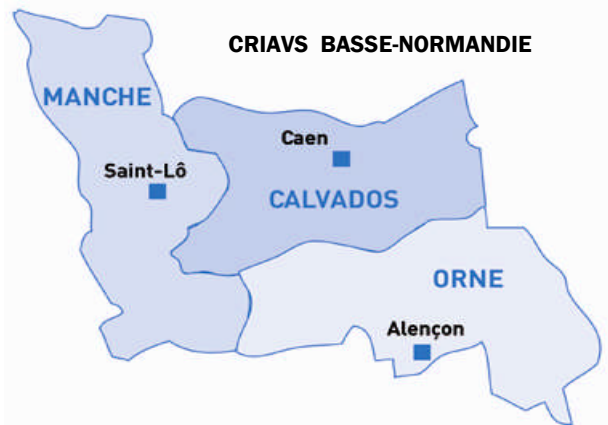 CRIAVS BASSE-NORMANDIE
MANCHE
Caen
Saint-Lô
CALVADOS
ORNE
Alençon